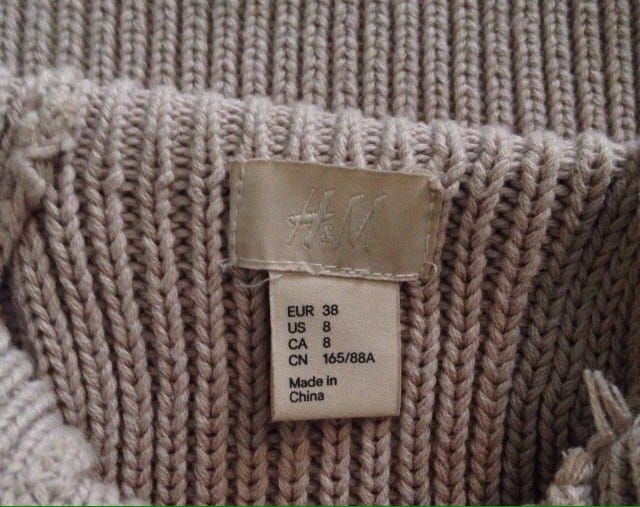 H&M
EUR 38
US 8
CA 8
CN 165/88A
Made in
China